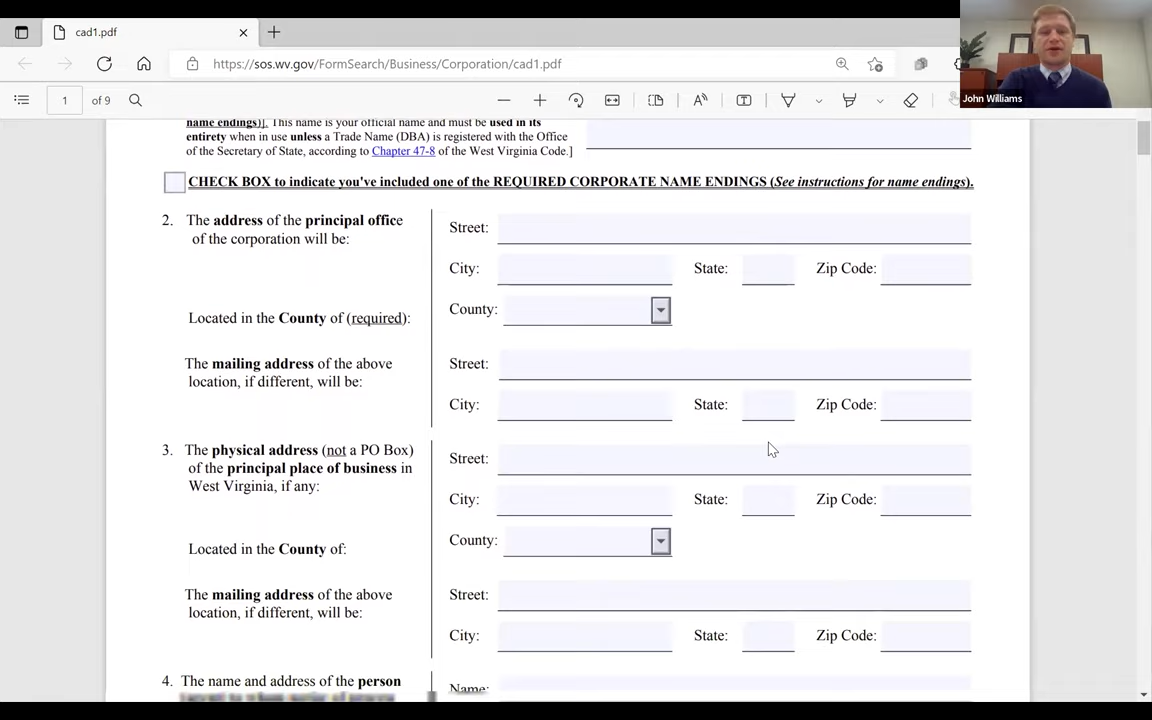 cad1.pdf
https://sos.wv.gov/FormSearch/Business/Corporation/cad1.pdf
John Williams
1 of 9
name endings)]. This name is your official name and must be used in its
entirety when in use unless a Trade Name (DBA) is registered with the Office
of the Secretary of State, according to Chapter 47-8 of the West Virginia Code.]
CHECK BOX to indicate you've included one of the REQUIRED CORPORATE NAME ENDINGS (See instructions for name endings).
2. The address of the principal office
of the corporation will be:
Street:
City: State: Zip Code:
Located in the County of (required):
County:
The mailing address of the above
location, if different, will be:
Street:
City: State: Zip Code:
3. The physical address (not a PO Box)
of the principal place of business in
West Virginia, if any:
Street:
City: State: Zip Code:
Located in the County of:
County:
The mailing address of the above
location, if different, will be:
Street:
City: State: Zip Code:
4. The name and address of the person
Name: